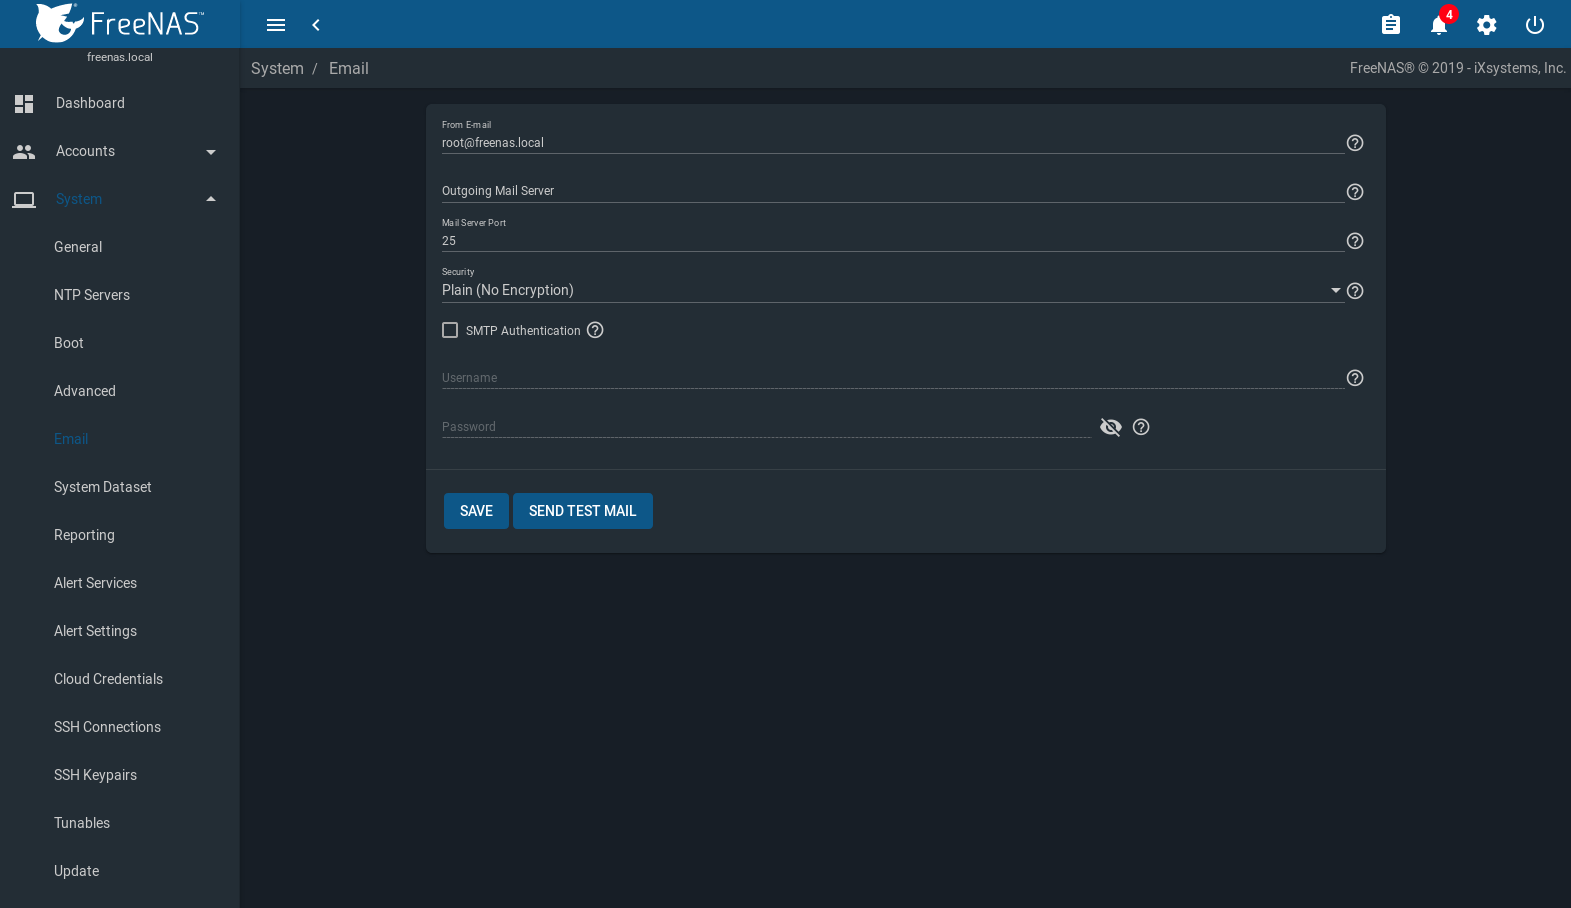 FreeNAS™
4
freenas.local
System / Email
FreeNAS® © 2019 - iXsystems, Inc.
Dashboard
Accounts
System
General
NTP Servers
Boot
Advanced
Email
System Dataset
Reporting
Alert Services
Alert Settings
Cloud Credentials
SSH Connections
SSH Keypairs
Tunables
Update
From E-mail
root@freenas.local
Outgoing Mail Server
Mail Server Port
25
Security
Plain (No Encryption)
SMTP Authentication
Username
Password
SAVE SEND TEST MAIL